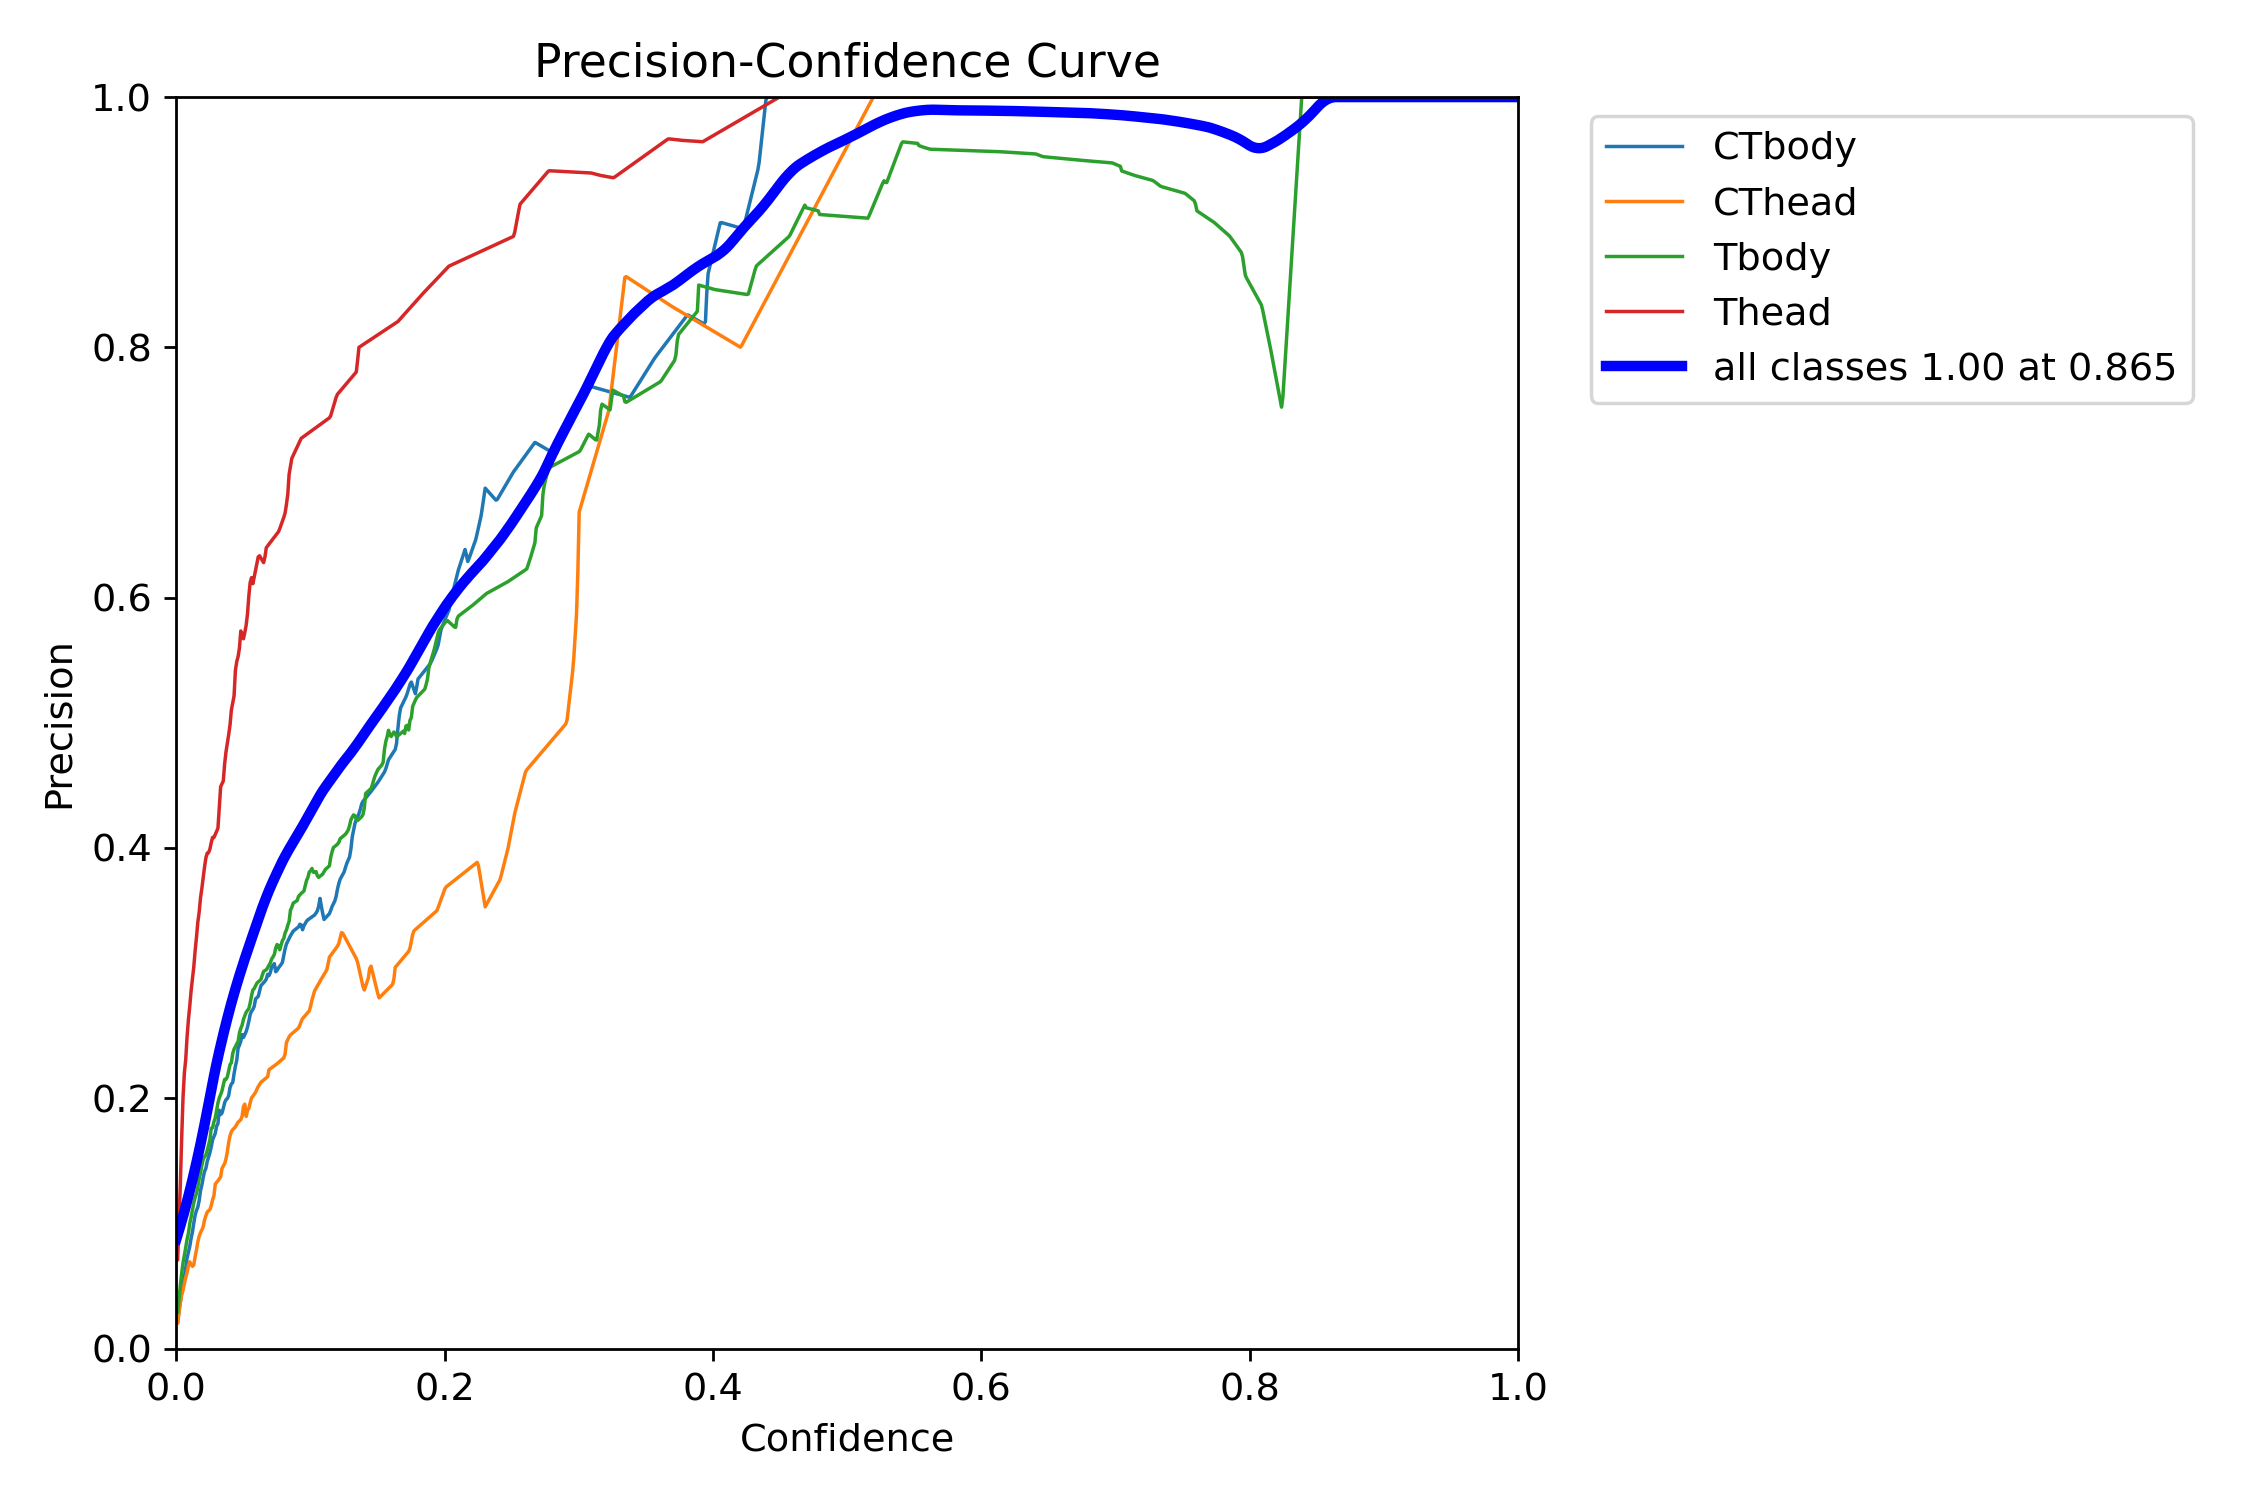 Precision-Confidence Curve
1.0
0.8
0.6
0.4
0.2
0.0
Precision
0.0 0.2 0.4 0.6 0.8 1.0
Confidence
CTbody
CThead
Tbody
Thead
all classes 1.00 at 0.865